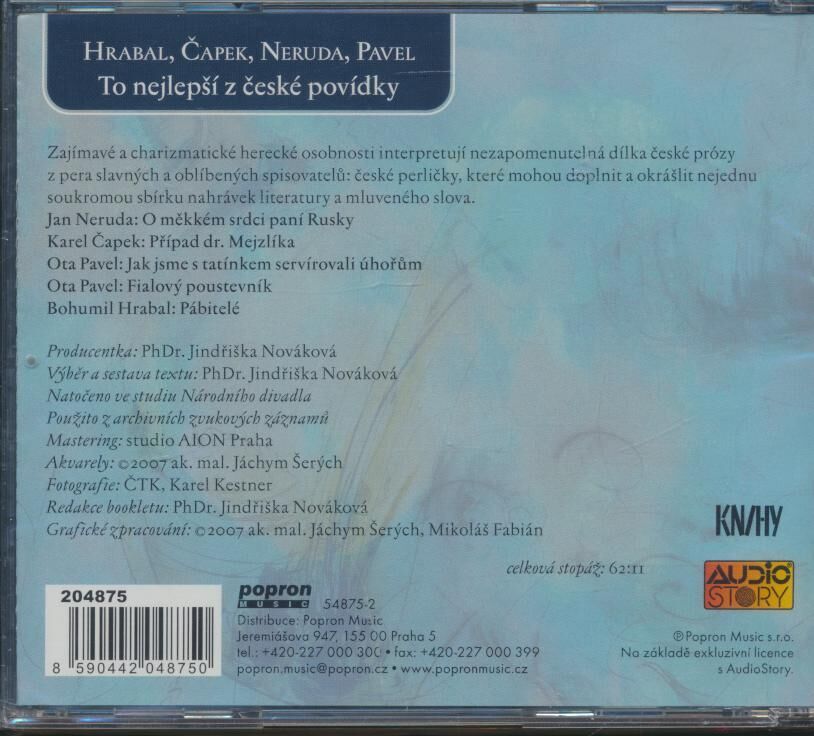 Hrabal, Čapek, Neruda, Pavel
To nejlepší z české povídky
Zajímavé a charizmatické herecké osobnosti interpretují nezapomenutelná dílka české prózy
z pera slavných a oblíbených spisovatelů: české perličky, které mohou doplnit a okrášlit nejednu
soukromou sbírku nahrávek literatury a mluveného slova.
Jan Neruda: O měkkém srdci paní Rusky
Karel Čapek: Případ dr. Mejzlíka
Ota Pavel: Jak jsme s tatínkem servírovali úhořům
Ota Pavel: Fialový poustevník
Bohumil Hrabal: Pábitelé
Producentka: PhDr. Jindřiška Nováková
Výběr a sestava textu: PhDr. Jindřiška Nováková
Natočeno ve studiu Národního divadla
Použito z archivních zvukových záznamů
Mastering: studio AION Praha
Akvarely: ©2007 ak. mal. Jáchym Šerých
Fotografie: ČTK, Karel Kestner
Redakce bookletu: PhDr. Jindřiška Nováková
Grafické zpracování: ©2007 ak. mal. Jáchym Šerých, Mikoláš Fabián
KN/HY
celková stopáž: 62:11
AUDIO
STORY
204875
8 590442 048750
popron
MUSIC
54875-2
Distribuce: Popron Music
Jeremiášova 947, 155 00 Praha 5
tel.: +420-227 000 300 • fax: +420-227 000 399
popron.music@popron.cz • www.popronmusic.cz
℗ Popron Music s.r.o.
Na základě exkluzivní licence
s AudioStory.